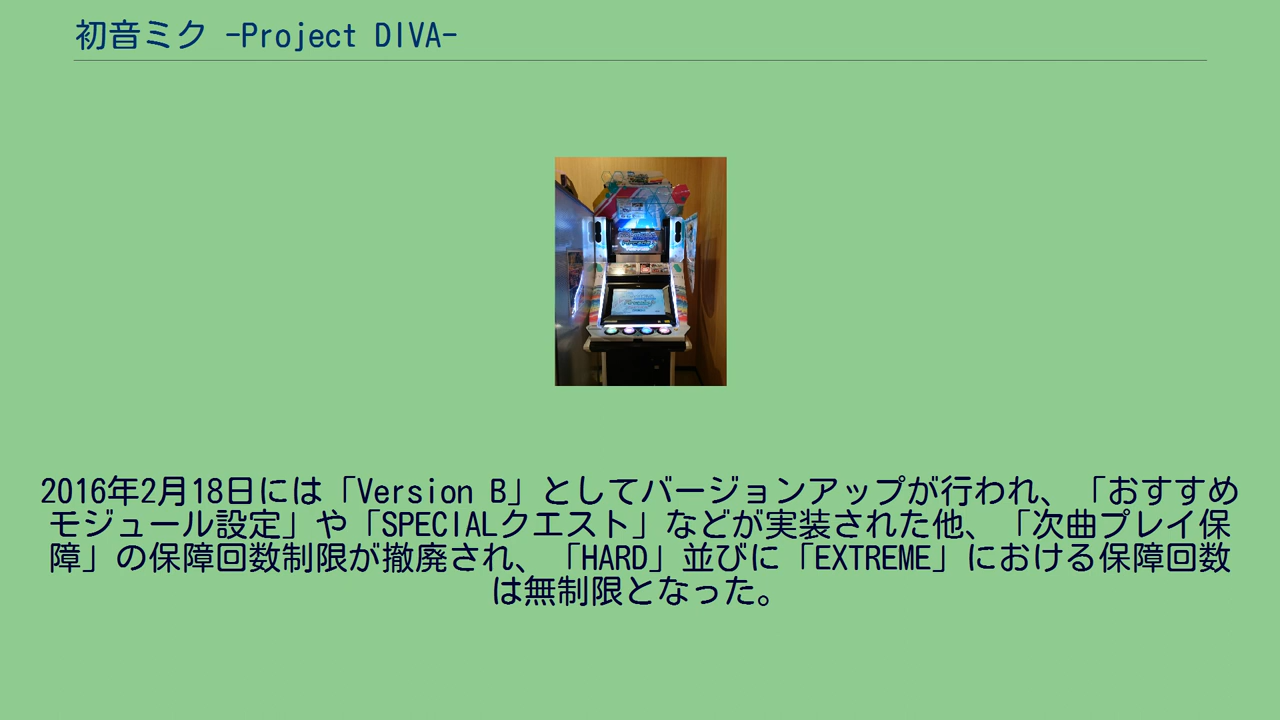 初音ミク -Project DIVA-
2016年2月18日には「Version B」としてバージョンアップが行われ、「おすすめ
モジュール設定」や「SPECIALクエスト」などが実装された他、「次曲プレイ保
障」の保障回数制限が撤廃され、「HARD」並びに「EXTREME」における保障回数
は無制限となった。